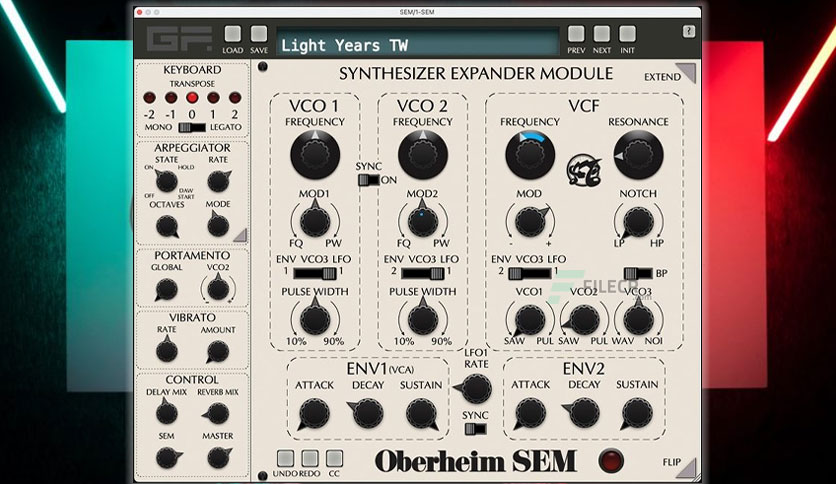 SEM/1-SEM
GF
LOAD SAVE
Light Years TW
PREV NEXT INIT
?
KEYBOARD
TRANSPOSE
-2 -1 0 1 2
MONO LEGATO
ARPEGGIATOR
STATE RATE
ON HOLD
OFF DAW START
OCTAVES MODE
PORTAMENTO
GLOBAL VCO2
VIBRATO
RATE AMOUNT
CONTROL
DELAY MIX REVERB MIX
SEM MASTER
SYNTHESIZER EXPANDER MODULE
EXTEND
VCO 1
FREQUENCY
MOD1
FQ PW
ENV VCO3 LFO
1 1
PULSE WIDTH
10% 90%
SYNC
ON
VCO 2
FREQUENCY
MOD2
FQ PW
ENV VCO3 LFO
2 1
PULSE WIDTH
10% 90%
VCF
FREQUENCY RESONANCE
MOD NOTCH
- + LP HP
ENV VCO3 LFO
2 1 BP
FILECR
.com
VCO1 VCO2 VCO3
SAW PUL SAW PUL WAV NOI
ENV1 (VCA)
ATTACK DECAY SUSTAIN
LFO1
RATE
SYNC
ENV2
ATTACK DECAY SUSTAIN
UNDO REDO CC
Oberheim SEM
FLIP